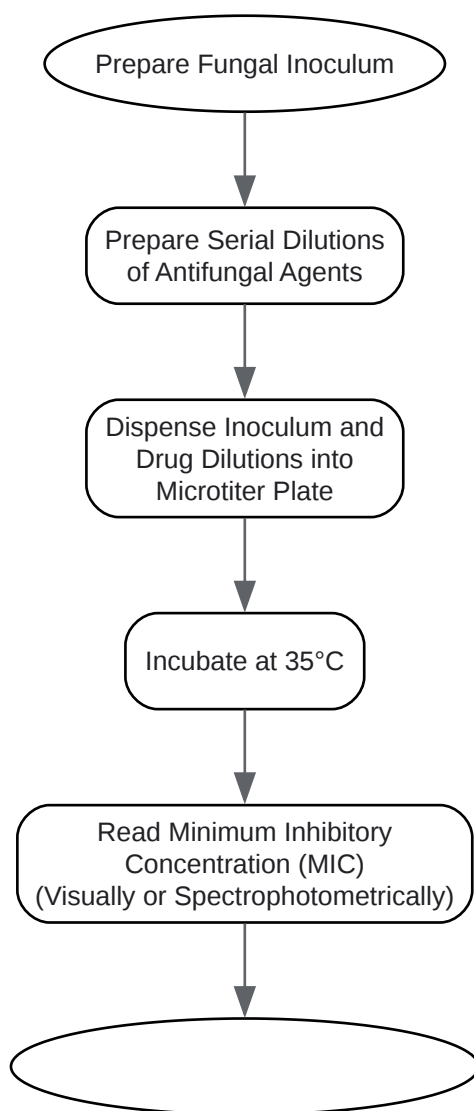 Prepare Fungal Inoculum
Prepare Serial Dilutions
of Antifungal Agents
Dispense Inoculum and
Drug Dilutions into
Microtiter Plate
Incubate at 35°C
Read Minimum Inhibitory
Concentration (MIC)
(Visually or Spectrophotometrically)